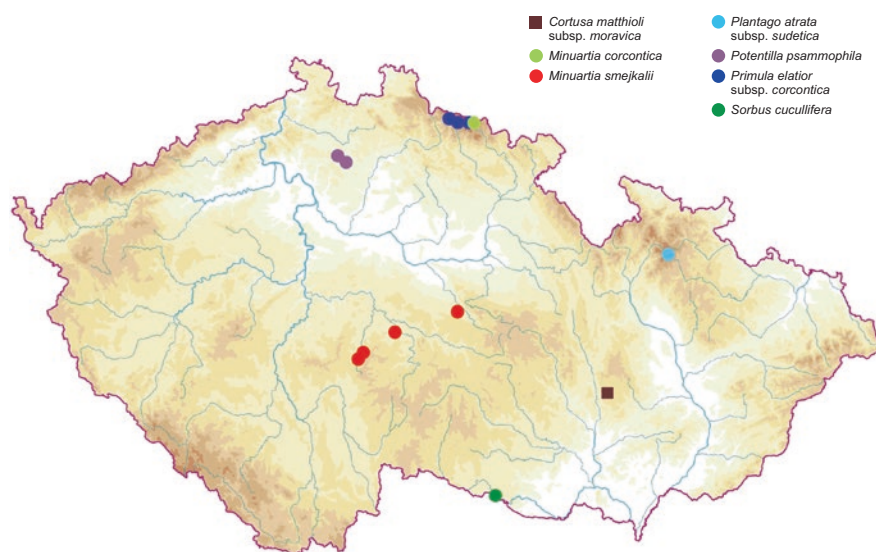 Cortusa matthioli
subsp. moravica
Minuartia corcontica
Minuartia smejkalii
Plantago atrata
subsp. sudetica
Potentilla psammophila
Primula elatior
subsp. corcontica
Sorbus cucullifera